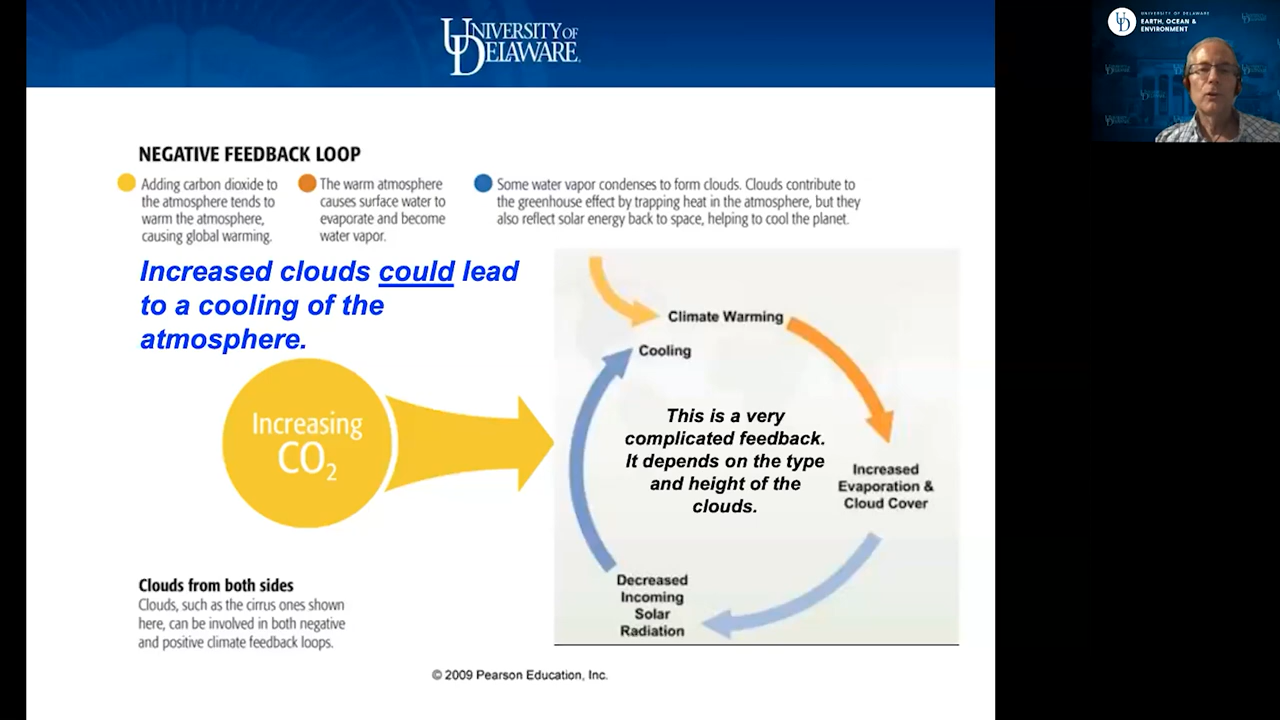 UNIVERSITY OF
DELAWARE
UD
UNIVERSITY OF DELAWARE
EARTH, OCEAN &
ENVIRONMENT
NEGATIVE FEEDBACK LOOP
Adding carbon dioxide to
the atmosphere tends to
warm the atmosphere,
causing global warming.
The warm atmosphere
causes surface water to
evaporate and become
water vapor.
Some water vapor condenses to form clouds. Clouds contribute to
the greenhouse effect by trapping heat in the atmosphere, but they
also reflect solar energy back to space, helping to cool the planet.
Increased clouds could lead
to a cooling of the
atmosphere.
Increasing
CO₂
Climate Warming
Cooling
This is a very
complicated feedback.
It depends on the type
and height of the
clouds.
Increased
Evaporation &
Cloud Cover
Decreased
Incoming
Solar
Radiation
Clouds from both sides
Clouds, such as the cirrus ones shown
here, can be involved in both negative
and positive climate feedback loops.
© 2009 Pearson Education, Inc.